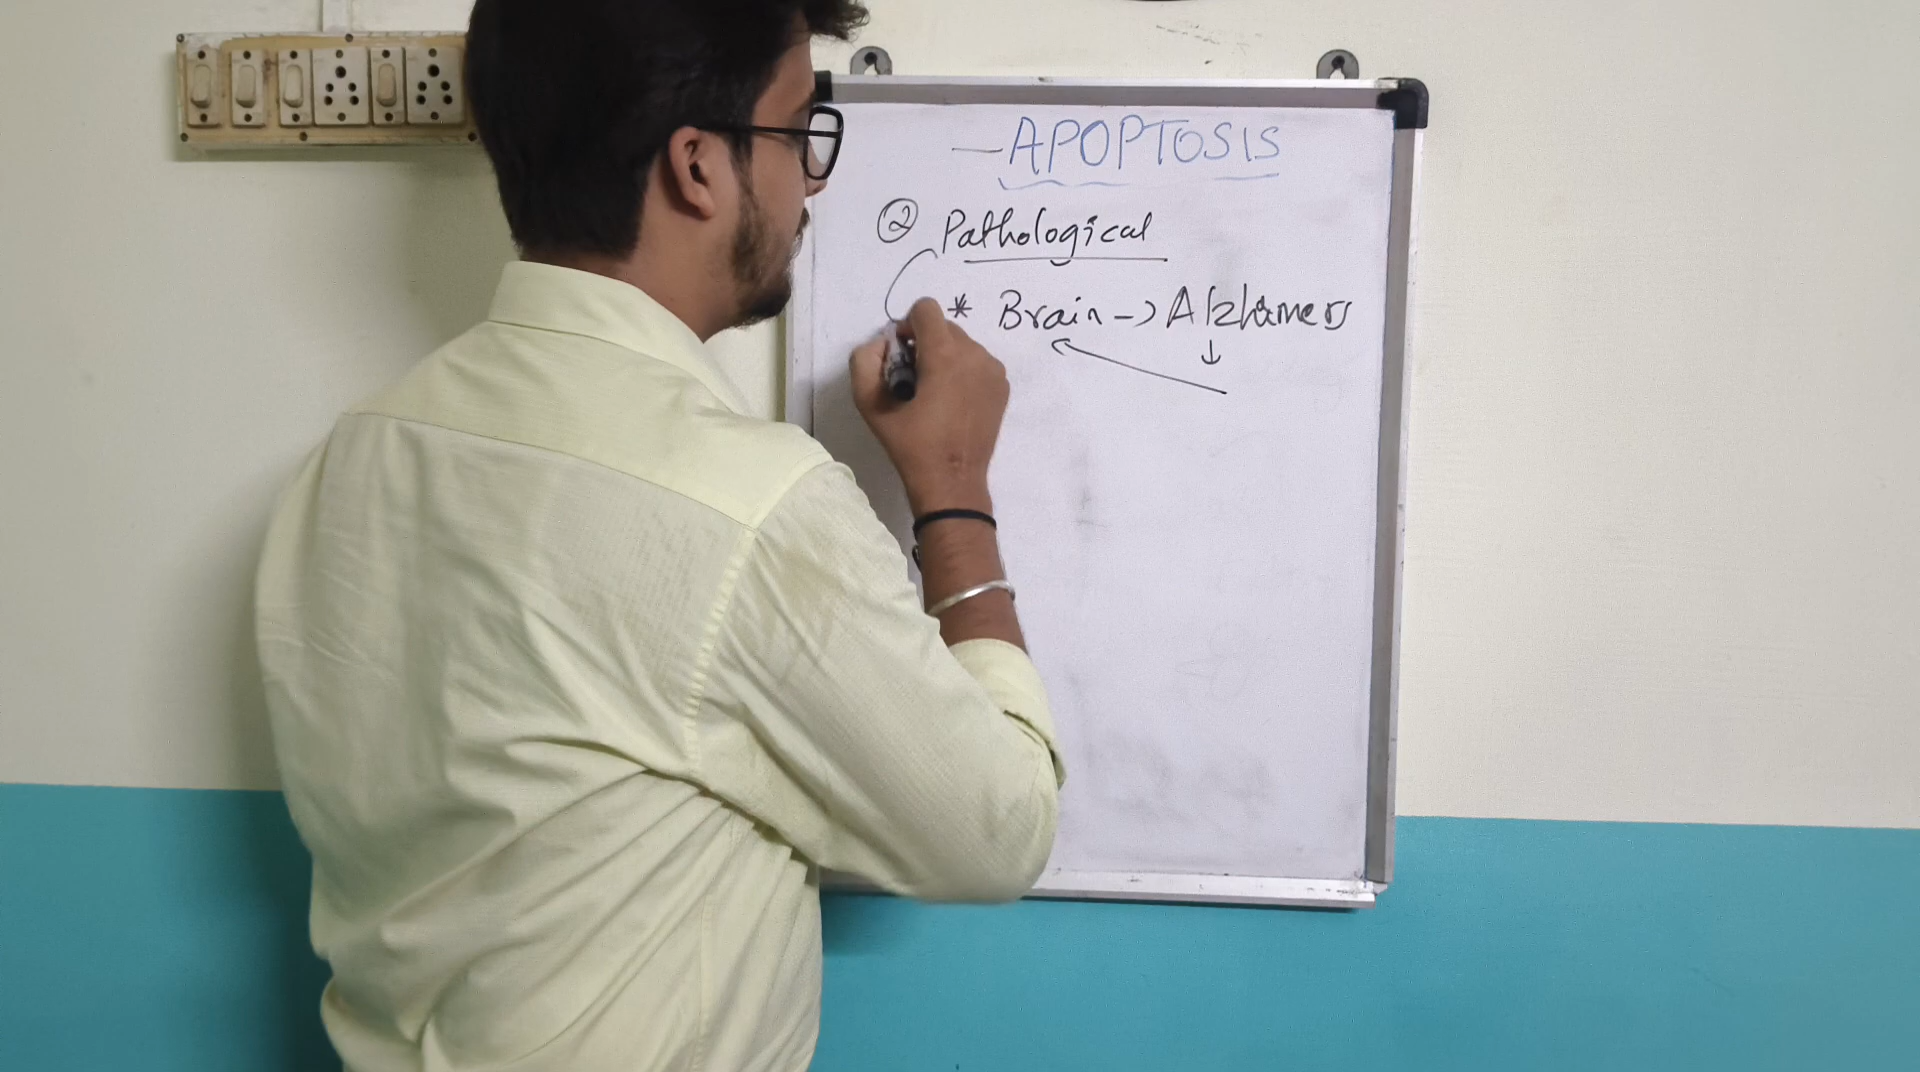 — APOPTOSIS
② Pathological
* Brain -> Alzhamers
↓